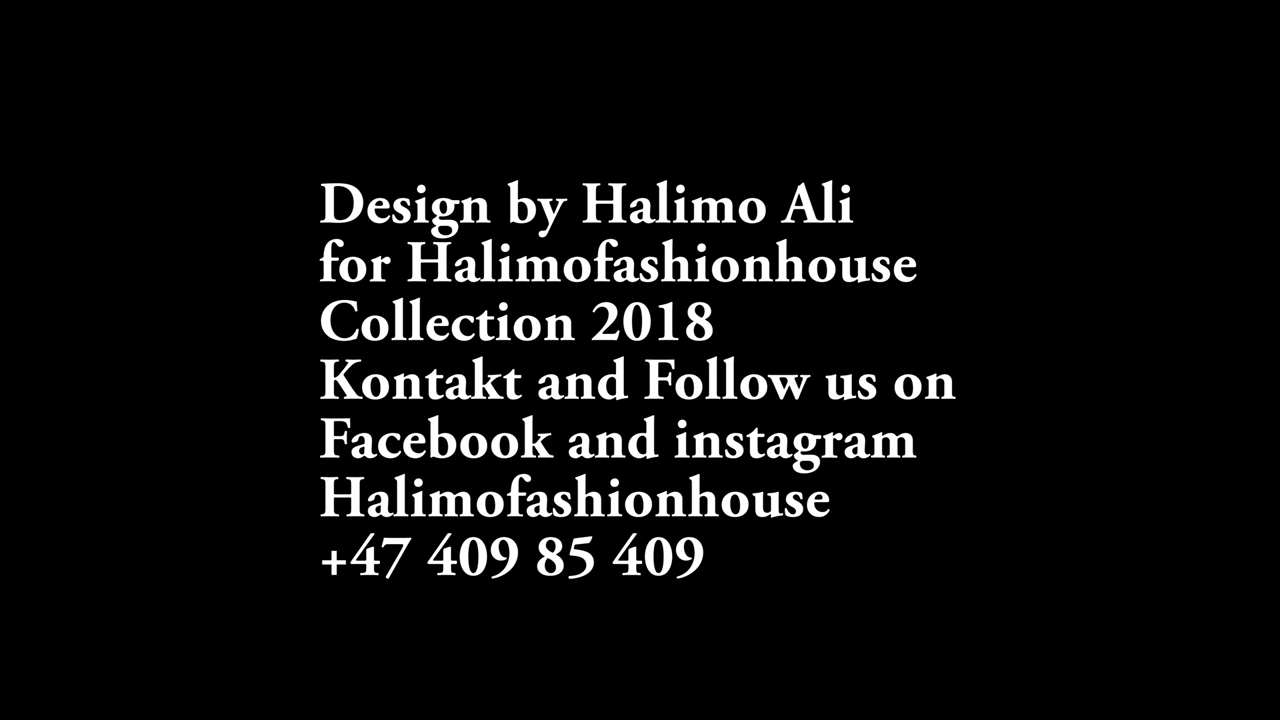 Design by Halimo Ali
for Halimofashionhouse
Collection 2018
Kontakt and Follow us on
Facebook and instagram
Halimofashionhouse
+47 409 85 409